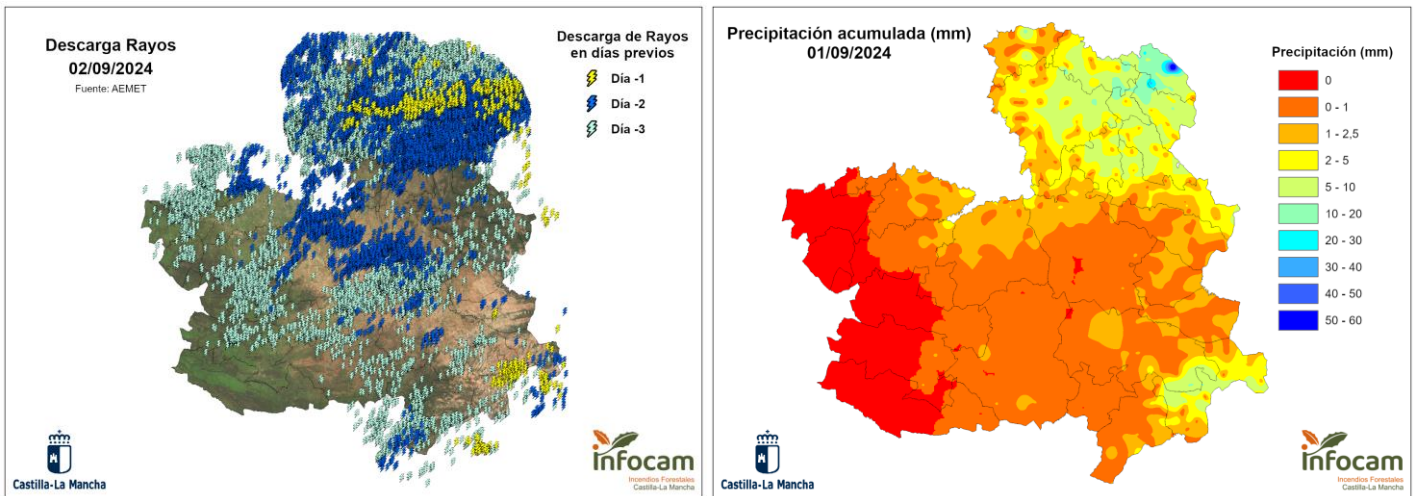 Descarga Rayos
02/09/2024
Fuente: AEMET
Descarga de Rayos
en días previos
Día -1
Día -2
Día -3
Castilla-La Mancha
infocam
Incendios Forestales
Castilla-La Mancha
Precipitación acumulada (mm)
01/09/2024
Precipitación (mm)
0
0 - 1
1 - 2,5
2 - 5
5 - 10
10 - 20
20 - 30
30 - 40
40 - 50
50 - 60
Castilla-La Mancha
infocam
Incendios Forestales
Castilla-La Mancha